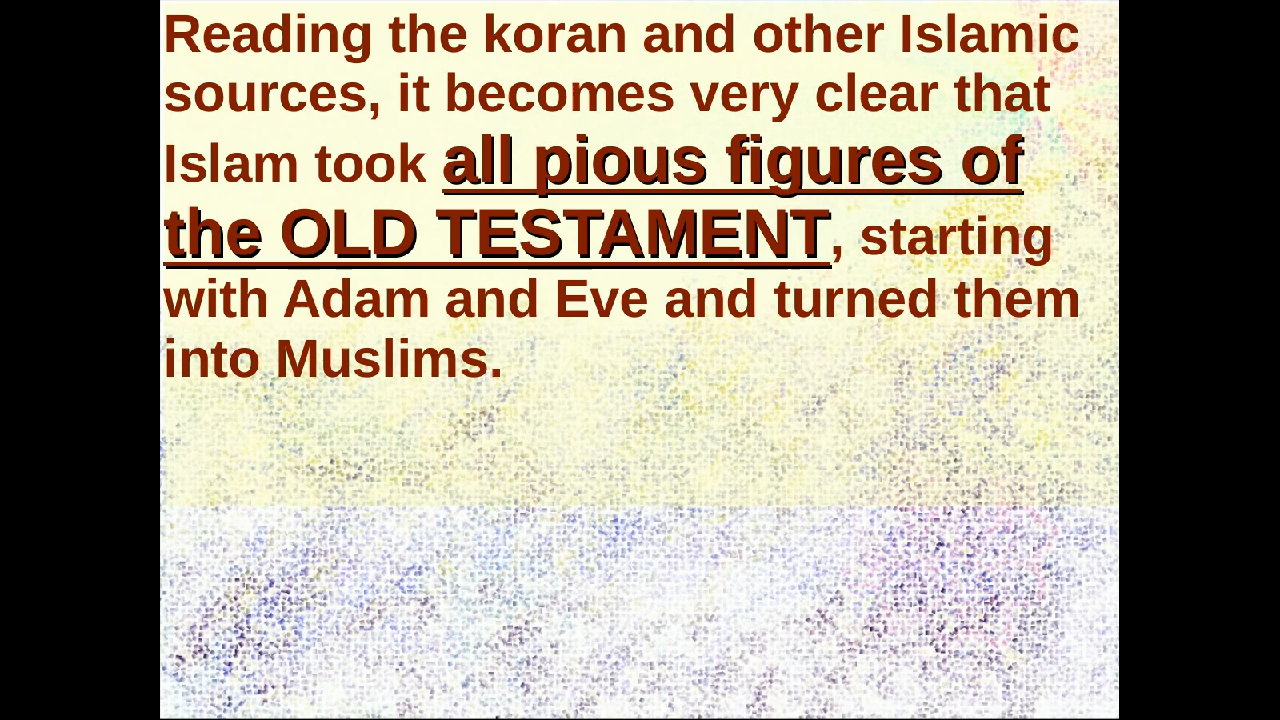 Reading the koran and other Islamic
sources, it becomes very clear that
Islam took all pious figures of
the OLD TESTAMENT, starting
with Adam and Eve and turned them
into Muslims.